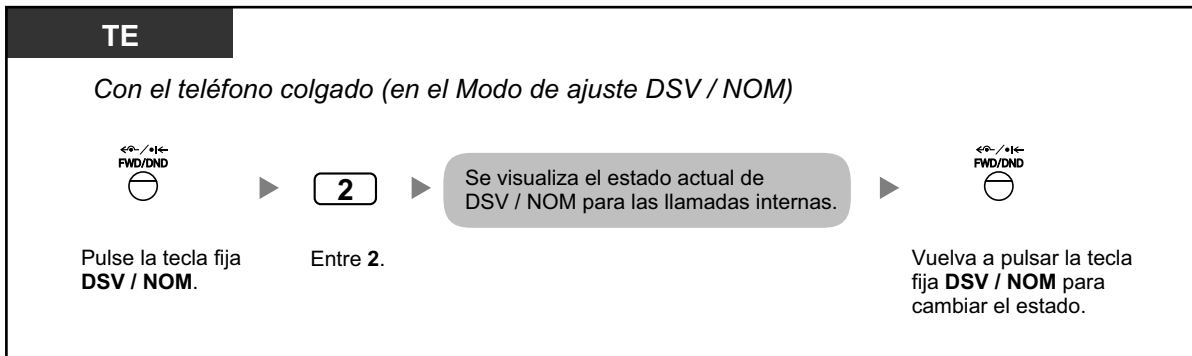 TE
Con el teléfono colgado (en el Modo de ajuste DSV / NOM)
FWD/DND
2
Se visualiza el estado actual de
DSV / NOM para las llamadas internas.
FWD/DND
Pulse la tecla fija
DSV / NOM.
Entre 2.
Vuelva a pulsar la tecla
fija DSV / NOM para
cambiar el estado.